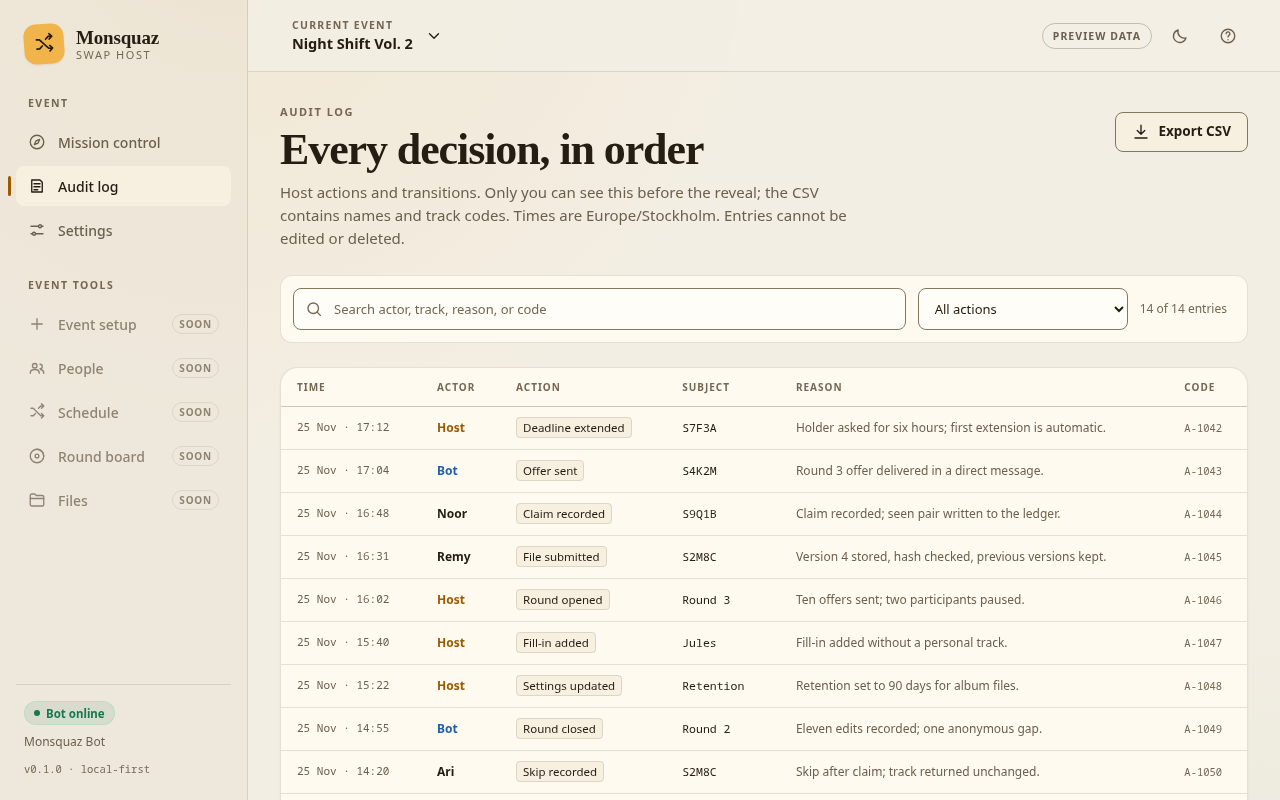 Monsquaz
SWAP HOST
EVENT
Mission control
Audit log
Settings
EVENT TOOLS
Event setup SOON
People SOON
Schedule SOON
Round board SOON
Files SOON
Bot online
Monsquaz Bot
v0.1.0 · local-first
CURRENT EVENT
Night Shift Vol. 2
PREVIEW DATA
AUDIT LOG
Every decision, in order
Export CSV
Host actions and transitions. Only you can see this before the reveal; the CSV
contains names and track codes. Times are Europe/Stockholm. Entries cannot be
edited or deleted.
Search actor, track, reason, or code
All actions
14 of 14 entries
TIME ACTOR ACTION SUBJECT REASON CODE
25 Nov · 17:12 Host Deadline extended S7F3A Holder asked for six hours; first extension is automatic. A-1042
25 Nov · 17:04 Bot Offer sent S4K2M Round 3 offer delivered in a direct message. A-1043
25 Nov · 16:48 Noor Claim recorded S9Q1B Claim recorded; seen pair written to the ledger. A-1044
25 Nov · 16:31 Remy File submitted S2M8C Version 4 stored, hash checked, previous versions kept. A-1045
25 Nov · 16:02 Host Round opened Round 3 Ten offers sent; two participants paused. A-1046
25 Nov · 15:40 Host Fill-in added Jules Fill-in added without a personal track. A-1047
25 Nov · 15:22 Host Settings updated Retention Retention set to 90 days for album files. A-1048
25 Nov · 14:55 Bot Round closed Round 2 Eleven edits recorded; one anonymous gap. A-1049
25 Nov · 14:20 Ari Skip recorded S2M8C Skip after claim; track returned unchanged. A-1050